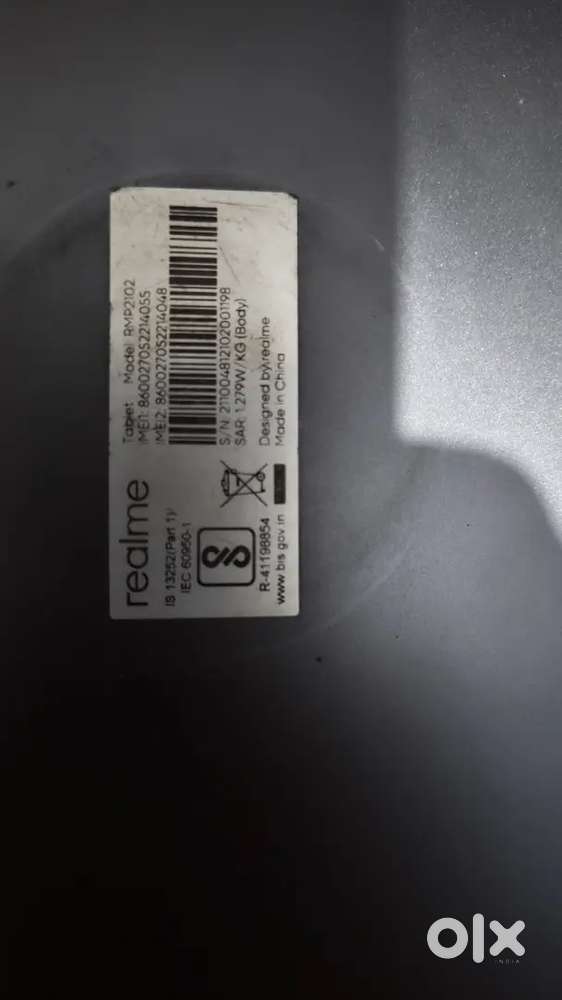 realme
Tablet Model: RMP2102
IMEI1: 860027052214055
IMEI2: 860027052214048
S/N: 211004812102001198
SAR: 1.279W/KG (Body)
Designed by realme
Made in China
IS 13252(Part 1)/
IEC 60950-1
R-41198854
www.bis.gov.in
olx
INDIA